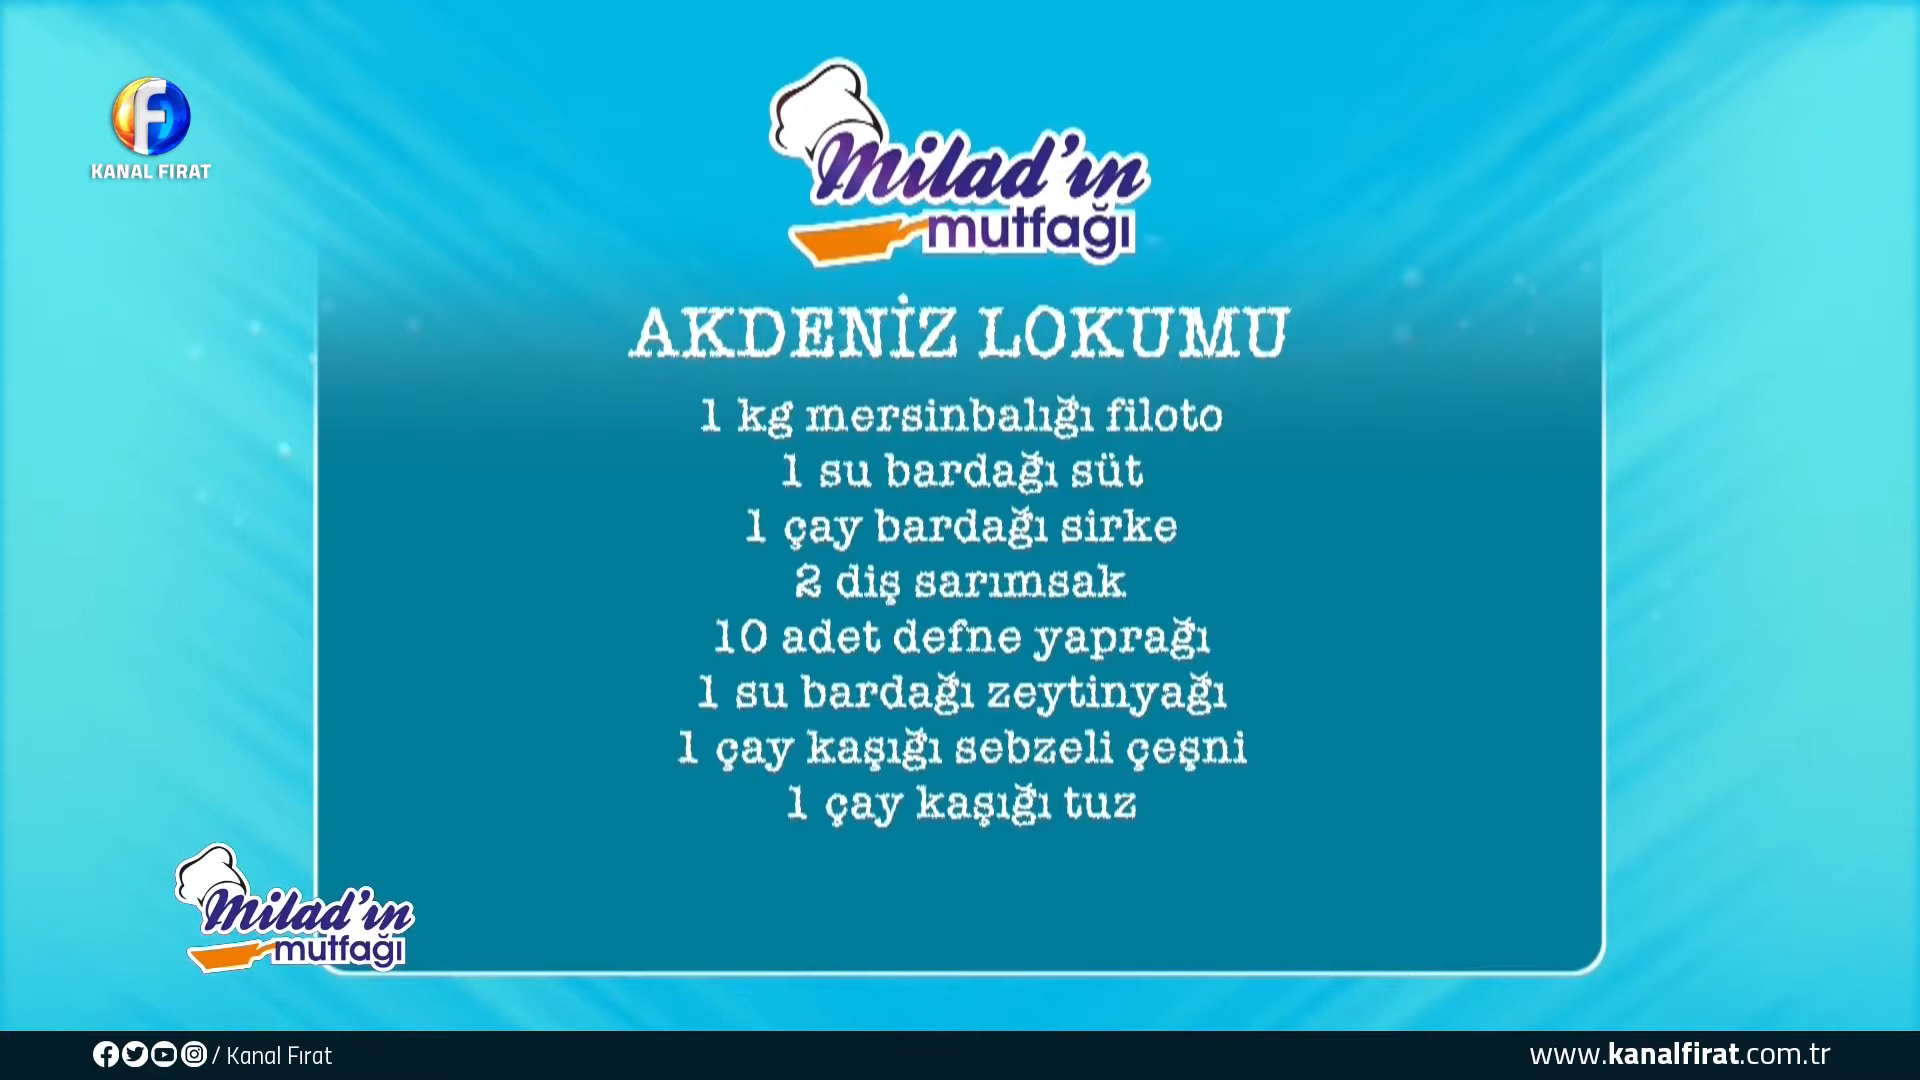 KANAL FIRAT
Milad'ın
mutfağı
AKDENİZ LOKUMU
1 kg mersinbalığı filoto
1 su bardağı süt
1 çay bardağı sirke
2 diş sarımsak
10 adet defne yaprağı
1 su bardağı zeytinyağı
1 çay kaşığı sebzeli çeşni
1 çay kaşığı tuz
Milad'ın
mutfağı
/ Kanal Fırat
www.kanalfirat.com.tr